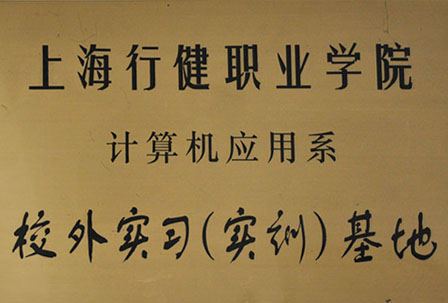 上海行健职业学院
计算机应用系
校外实习(实训)基地